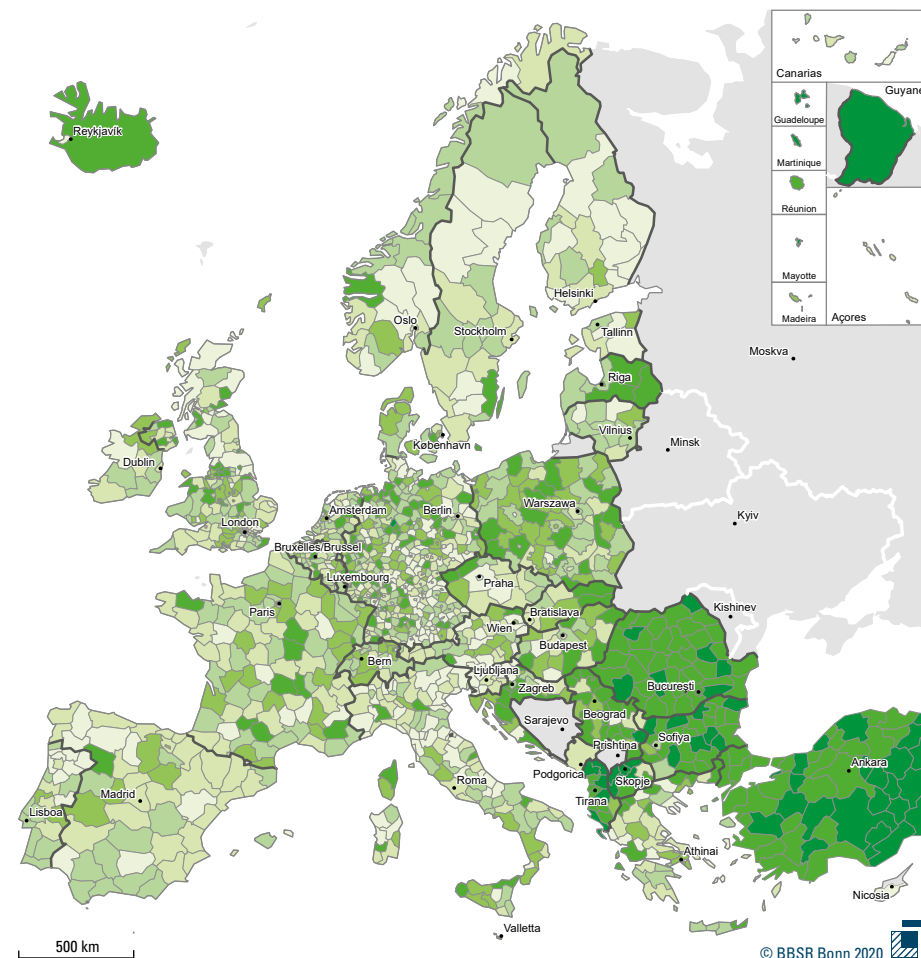 Canarias
Guyane
Guadeloupe
Martinique
Réunion
Mayotte
Madeira
Açores
Reykjavík
Helsinki
Oslo
Stockholm
Tallinn
Moskva
Riga
København
Vilnius
Minsk
Dublin
Amsterdam
Berlin
Warszawa
London
Kyiv
Bruxelles/Brussel
Luxembourg
Praha
Paris
Kishinev
Bratislava
Wien
Budapest
Bern
Ljubljana
Zagreb
Bucureşti
Beograd
Sarajevo
Sofiya
Prishtina
Ankara
Podgorica
Skopje
Roma
Madrid
Tirana
Lisboa
Athinai
Nicosia
Valletta
500 km
© BBSR Bonn 2020